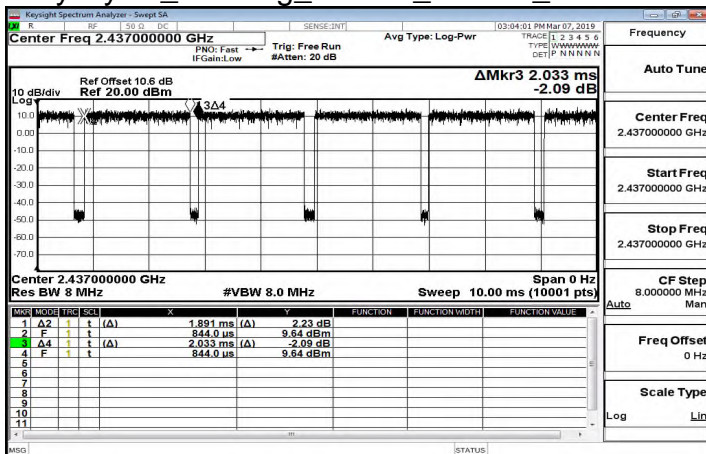 Keysight Spectrum Analyzer - Swept SA
R RF 50 Ω DC SENSE:INT 03:04:01 PM Mar 07, 2019
Center Freq 2.437000000 GHz
PNO: Fast
IFGain:Low
Trig: Free Run
#Atten: 20 dB
Avg Type: Log-Pwr
TRACE 1 2 3 4 5 6
TYPE WWWWWW
DET P N N N N N
Ref Offset 10.6 dB
10 dB/div Ref 20.00 dBm
Log
ΔMkr3 2.033 ms
-2.09 dB
3Δ4
10.0
0.00
-10.0
-20.0
-30.0
-40.0
-50.0
-60.0
-70.0
Center 2.437000000 GHz Span 0 Hz
Res BW 8 MHz #VBW 8.0 MHz Sweep 10.00 ms (10001 pts)
MKR MODE TRC SCL X Y FUNCTION FUNCTION WIDTH FUNCTION VALUE
1 Δ2 1 t (Δ) 1.891 ms (Δ) 2.23 dB
2 F 1 t 844.0 µs 9.64 dBm
3 Δ4 1 t (Δ) 2.033 ms (Δ) -2.09 dB
4 F 1 t 844.0 µs 9.64 dBm
5
6
7
8
9
10
11
MSG STATUS
Frequency
Auto Tune
Center Freq
2.437000000 GHz
Start Freq
2.437000000 GHz
Stop Freq
2.437000000 GHz
CF Step
8.000000 MHz
Auto Man
Freq Offset
0 Hz
Scale Type
Log Lin